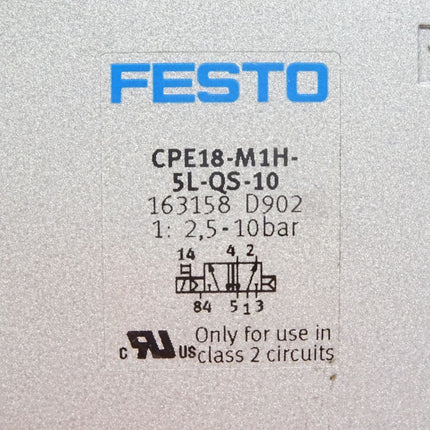 FESTO
CPE18-M1H-
5L-QS-10
163158 D902
1: 2,5-10bar
14 4 2
84 5 1 3
c RU US Only for use in
class 2 circuits